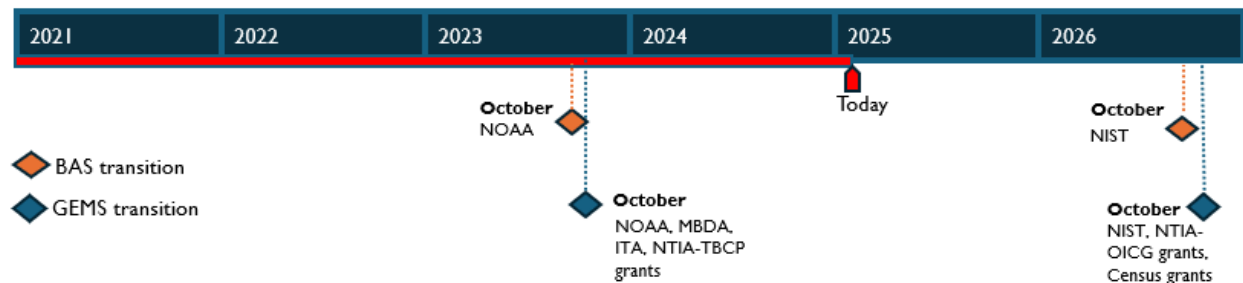 2021 2022 2023 2024 2025 2026
October
NOAA
Today
October
NIST
BAS transition
GEMS transition
October
NOAA, MBDA,
ITA, NTIA-TBCP
grants
October
NIST, NTIA-
OICG grants,
Census grants